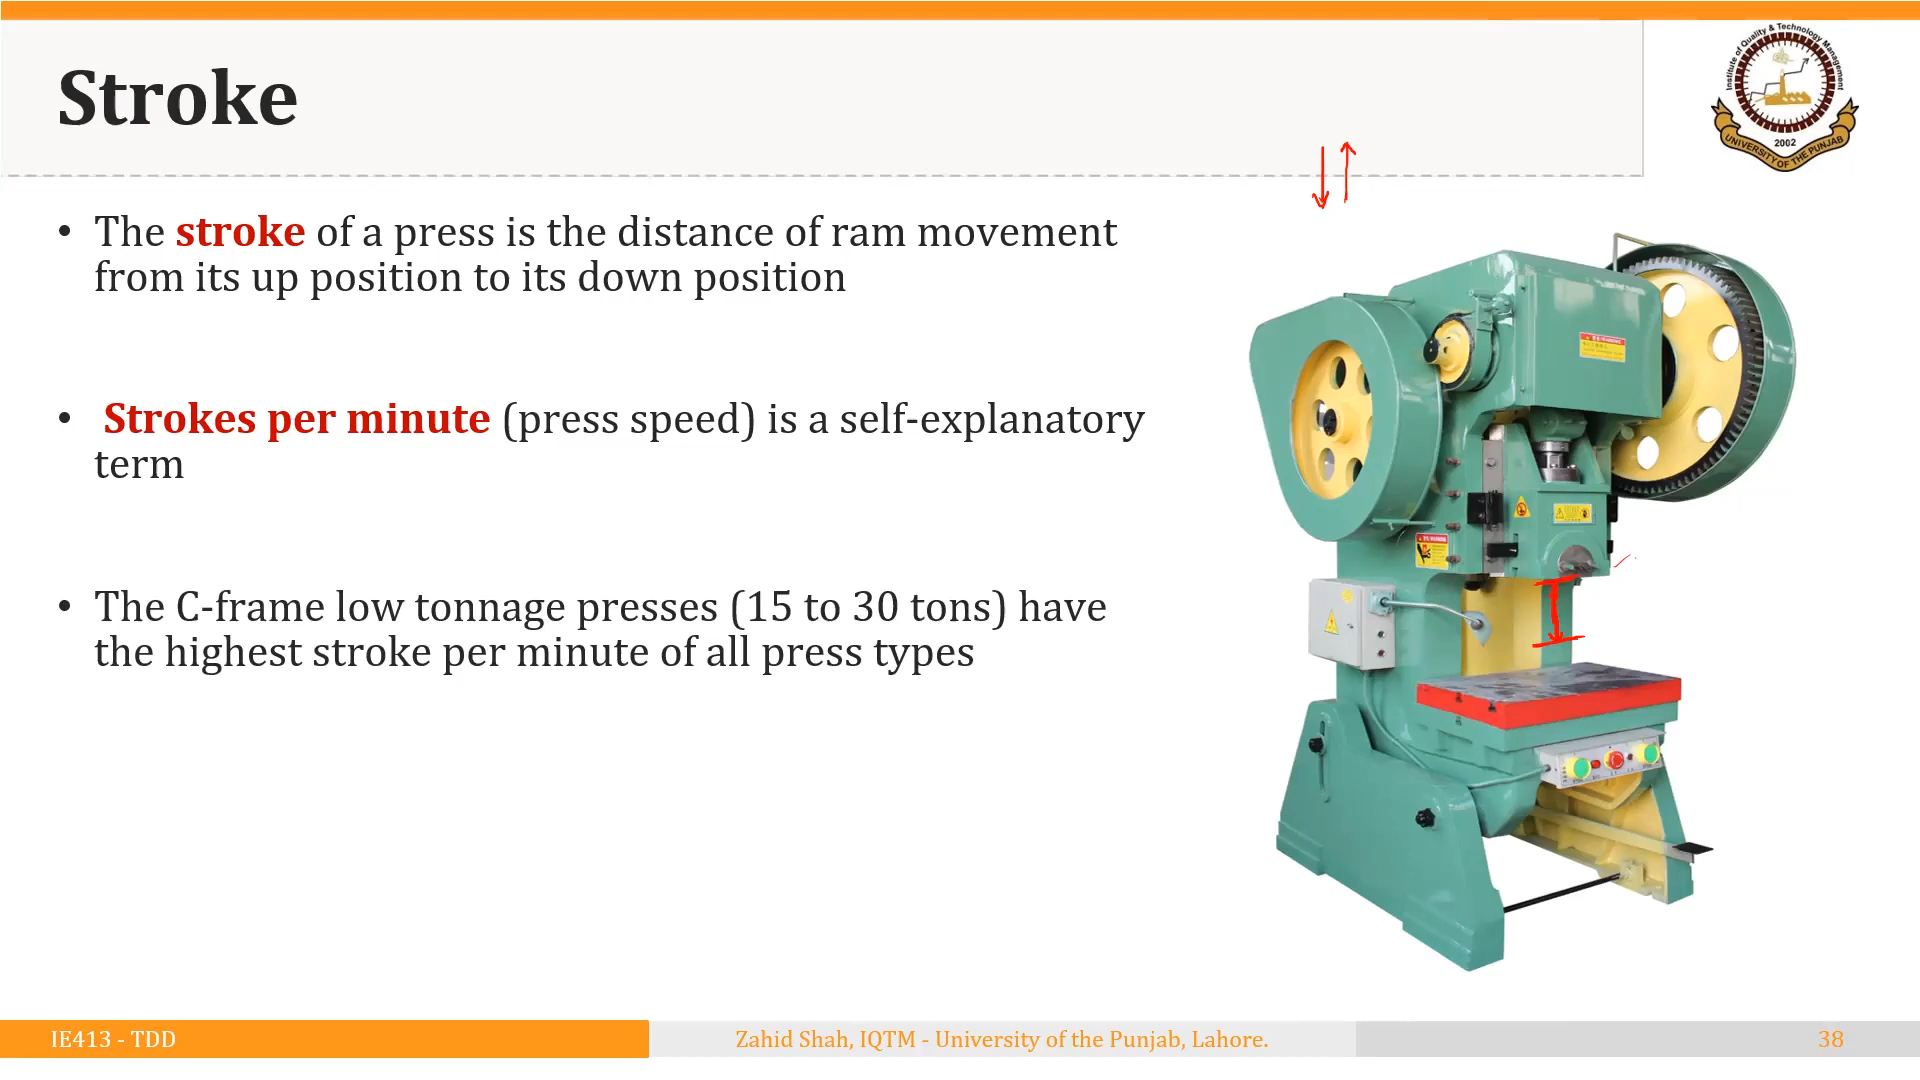 Stroke
Institute of Quality & Technology Management
2002
UNIVERSITY OF THE PUNJAB
• The stroke of a press is the distance of ram movement
from its up position to its down position
• Strokes per minute (press speed) is a self-explanatory
term
• The C-frame low tonnage presses (15 to 30 tons) have
the highest stroke per minute of all press types
IE413 - TDD
Zahid Shah, IQTM - University of the Punjab, Lahore.
38